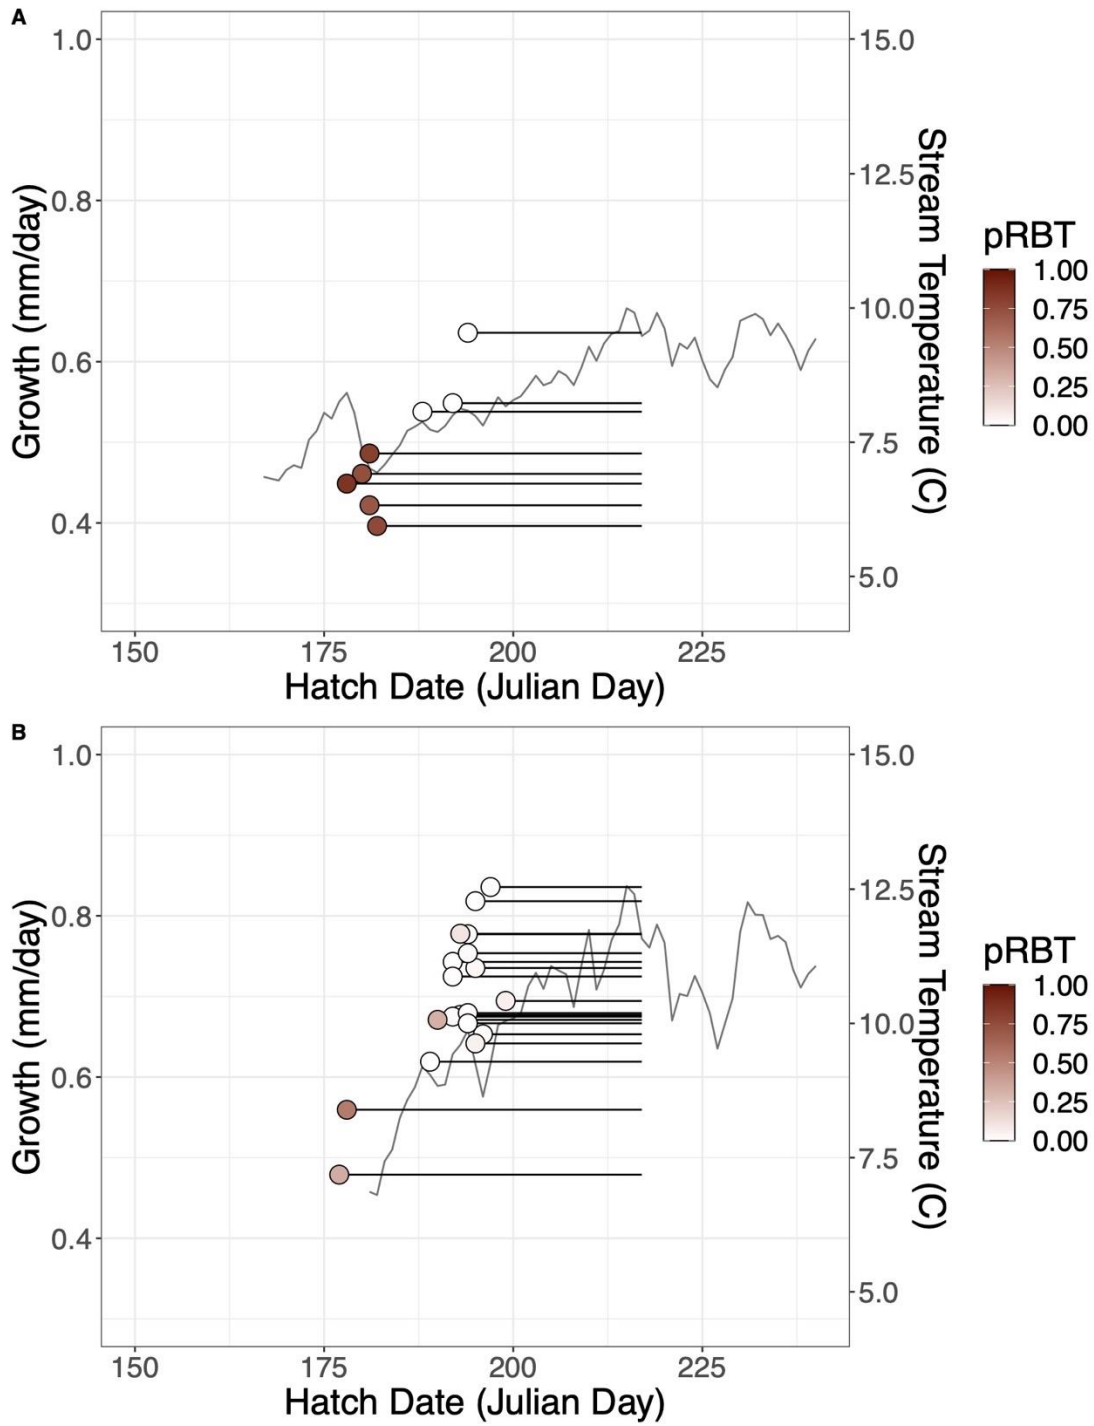 A
1.0
0.8
0.6
0.4
Growth (mm/day)
15.0
12.5
10.0
7.5
5.0
Stream Temperature (C)
150 175 200 225
Hatch Date (Julian Day)
pRBT
1.00
0.75
0.50
0.25
0.00
B
1.0
0.8
0.6
0.4
Growth (mm/day)
15.0
12.5
10.0
7.5
5.0
Stream Temperature (C)
150 175 200 225
Hatch Date (Julian Day)
pRBT
1.00
0.75
0.50
0.25
0.00